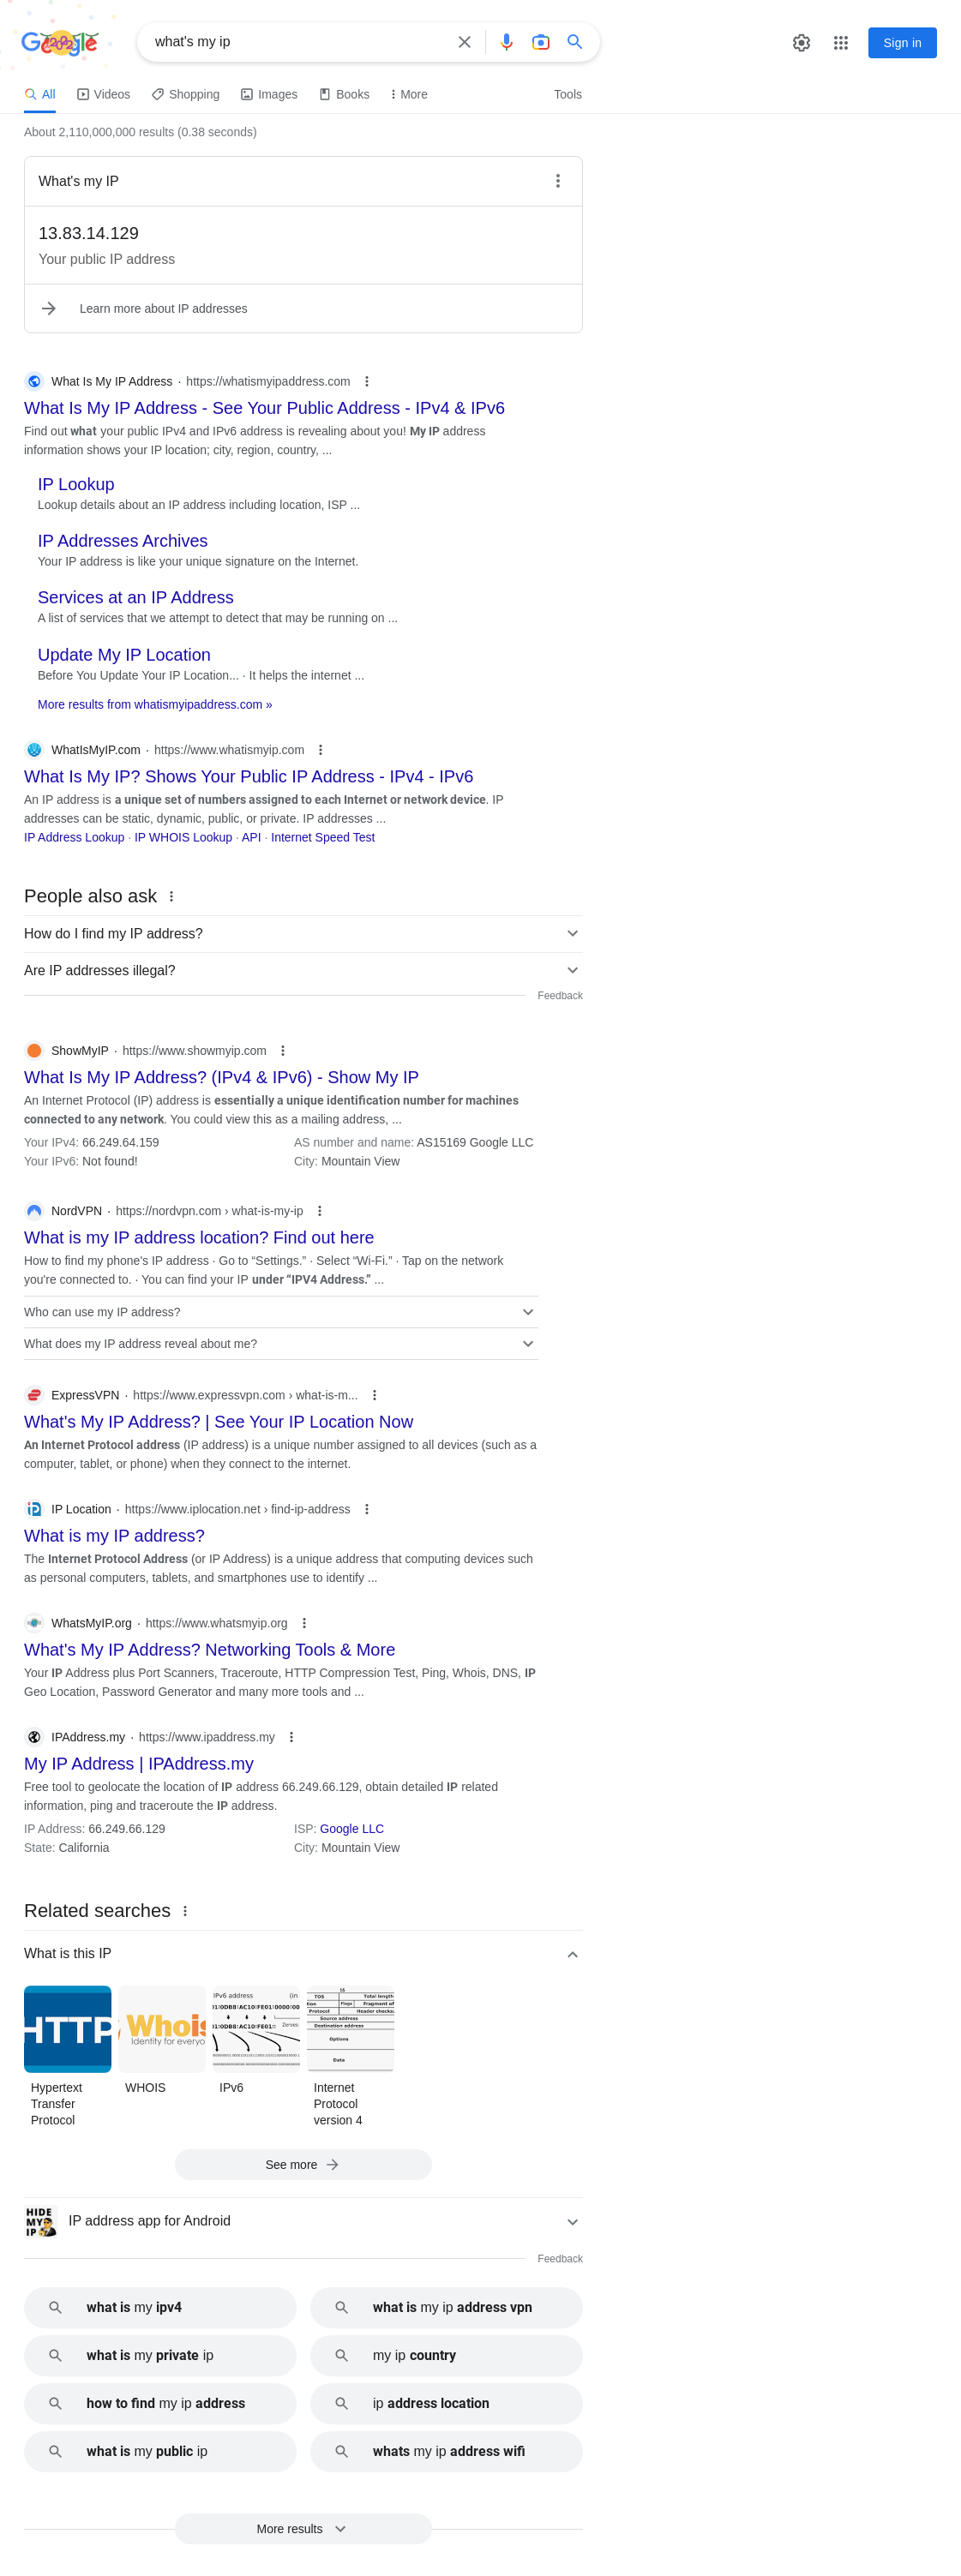 Google
2022
what's my ip
Sign in
All
Videos
Shopping
Images
Books
More
Tools
About 2,110,000,000 results (0.38 seconds)
What's my IP
13.83.14.129
Your public IP address
Learn more about IP addresses
What Is My IP Address · https://whatismyipaddress.com
What Is My IP Address - See Your Public Address - IPv4 & IPv6
Find out what your public IPv4 and IPv6 address is revealing about you! My IP address
information shows your IP location; city, region, country, ...
IP Lookup
Lookup details about an IP address including location, ISP ...
IP Addresses Archives
Your IP address is like your unique signature on the Internet.
Services at an IP Address
A list of services that we attempt to detect that may be running on ...
Update My IP Location
Before You Update Your IP Location... · It helps the internet ...
More results from whatismyipaddress.com »
WhatIsMyIP.com · https://www.whatismyip.com
What Is My IP? Shows Your Public IP Address - IPv4 - IPv6
An IP address is a unique set of numbers assigned to each Internet or network device. IP
addresses can be static, dynamic, public, or private. IP addresses ...
IP Address Lookup · IP WHOIS Lookup · API · Internet Speed Test
People also ask
How do I find my IP address?
Are IP addresses illegal?
Feedback
ShowMyIP · https://www.showmyip.com
What Is My IP Address? (IPv4 & IPv6) - Show My IP
An Internet Protocol (IP) address is essentially a unique identification number for machines
connected to any network. You could view this as a mailing address, ...
Your IPv4: 66.249.64.159
AS number and name: AS15169 Google LLC
Your IPv6: Not found!
City: Mountain View
NordVPN · https://nordvpn.com › what-is-my-ip
What is my IP address location? Find out here
How to find my phone's IP address · Go to “Settings.” · Select “Wi-Fi.” · Tap on the network
you're connected to. · You can find your IP under “IPV4 Address.” ...
Who can use my IP address?
What does my IP address reveal about me?
ExpressVPN · https://www.expressvpn.com › what-is-m...
What's My IP Address? | See Your IP Location Now
An Internet Protocol address (IP address) is a unique number assigned to all devices (such as a
computer, tablet, or phone) when they connect to the internet.
IP Location · https://www.iplocation.net › find-ip-address
What is my IP address?
The Internet Protocol Address (or IP Address) is a unique address that computing devices such
as personal computers, tablets, and smartphones use to identify ...
WhatsMyIP.org · https://www.whatsmyip.org
What's My IP Address? Networking Tools & More
Your IP Address plus Port Scanners, Traceroute, HTTP Compression Test, Ping, Whois, DNS, IP
Geo Location, Password Generator and many more tools and ...
IPAddress.my · https://www.ipaddress.my
My IP Address | IPAddress.my
Free tool to geolocate the location of IP address 66.249.66.129, obtain detailed IP related
information, ping and traceroute the IP address.
IP Address: 66.249.66.129
ISP: Google LLC
State: California
City: Mountain View
Related searches
What is this IP
HTTP
Whois
Identity for everyo
IPv6 address
(in
TOS
Total length
Flags
Fragment of
Protocol
Header checks
Source address
Destination address
Options
Data
Hypertext
Transfer
Protocol
WHOIS
IPv6
Internet
Protocol
version 4
See more
HIDE
MY
IP
IP address app for Android
Feedback
what is my ipv4
what is my ip address vpn
what is my private ip
my ip country
how to find my ip address
ip address location
what is my public ip
whats my ip address wifi
More results